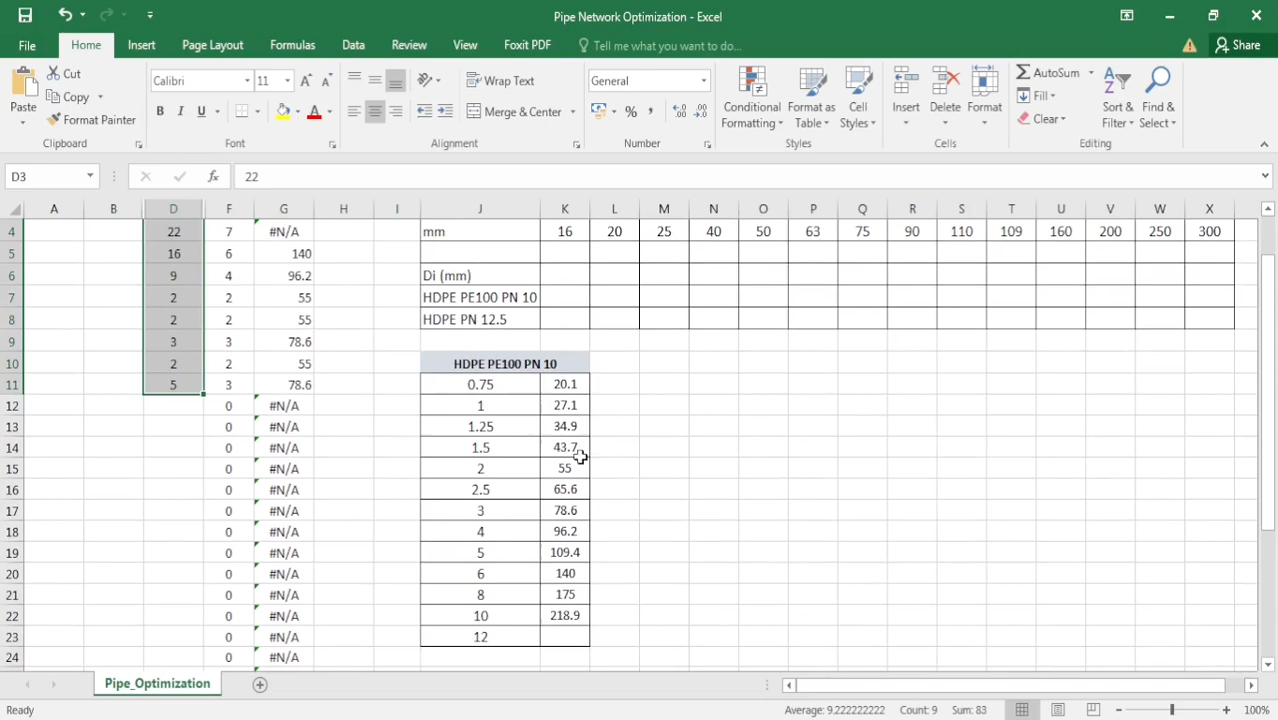 Pipe Network Optimization - Excel
File Home Insert Page Layout Formulas Data Review View Foxit PDF Tell me what you want to do... Share
Paste Cut Copy Format Painter
Calibri 11 A A
B I U A
Wrap Text
Merge & Center
General
% ,
Conditional Formatting
Format as Table
Cell Styles
Insert Delete Format
AutoSum Fill Clear
Sort & Filter
Find & Select
Clipboard Font Alignment Number Styles Cells Editing
D3 fx 22
A B D F G H I J K L M N O P Q R S T U V W X
4 22 7 #N/A mm 16 20 25 40 50 63 75 90 110 109 160 200 250 300
5 16 6 140
6 9 4 96.2 Di (mm)
7 2 2 55 HDPE PE100 PN 10
8 2 2 55 HDPE PN 12.5
9 3 3 78.6
10 2 2 55 HDPE PE100 PN 10
11 5 3 78.6 0.75 20.1
12 0 #N/A 1 27.1
13 0 #N/A 1.25 34.9
14 0 #N/A 1.5 43.7
15 0 #N/A 2 55
16 0 #N/A 2.5 65.6
17 0 #N/A 3 78.6
18 0 #N/A 4 96.2
19 0 #N/A 5 109.4
20 0 #N/A 6 140
21 0 #N/A 8 175
22 0 #N/A 10 218.9
23 0 #N/A 12
24 0 #N/A
Pipe_Optimization
Ready Average: 9.222222222 Count: 9 Sum: 83 100%